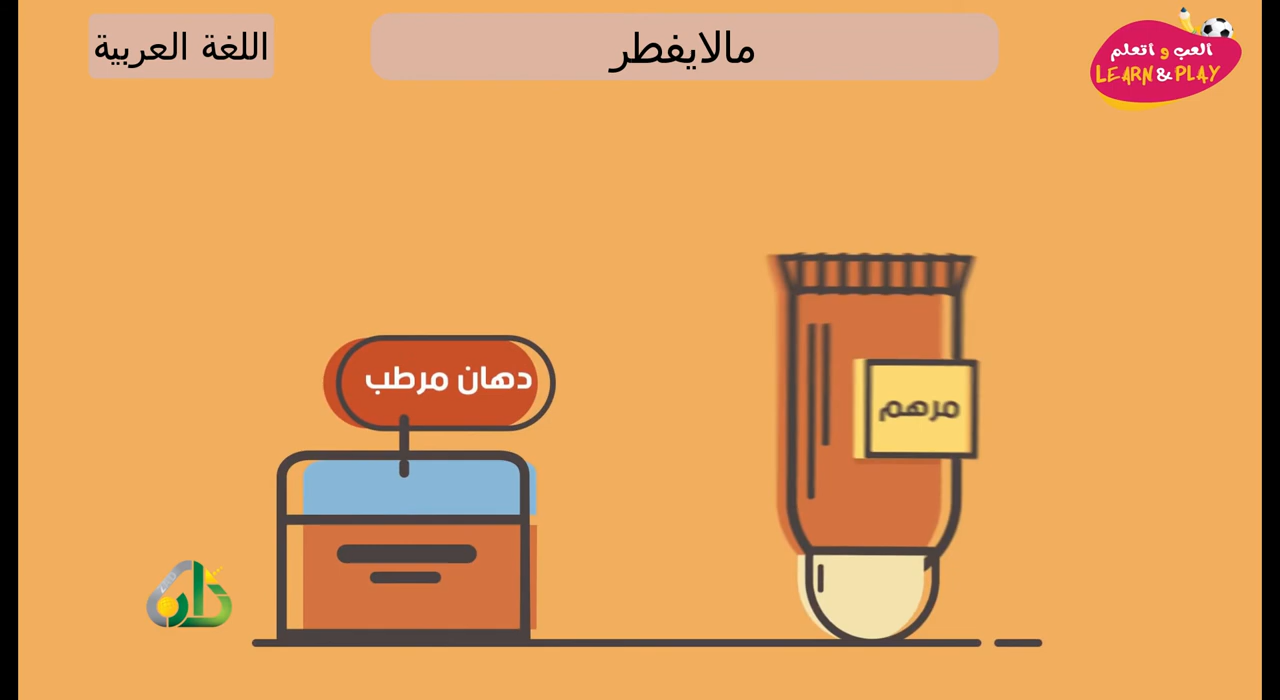 اللغة العربية
مالايفطر
العب و اتعلم
LEARN & PLAY
دهان مرطب
مرهم